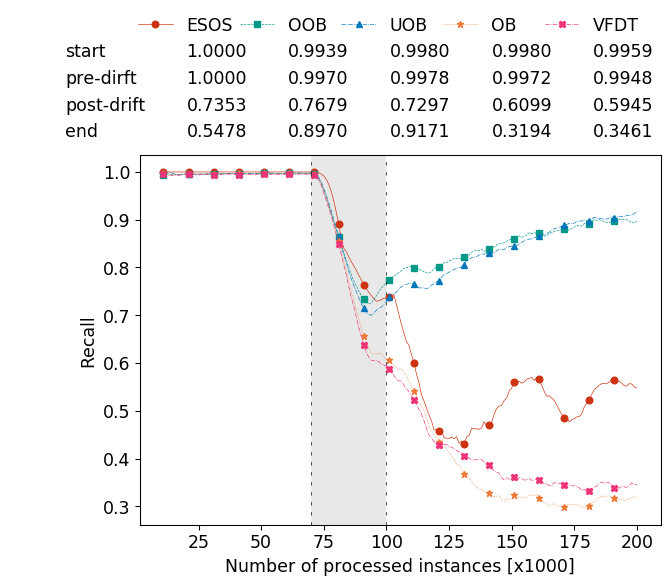 ESOS OOB UOB OB VFDT
start 1.0000 0.9939 0.9980 0.9980 0.9959
pre-dirft 1.0000 0.9970 0.9978 0.9972 0.9948
post-drift 0.7353 0.7679 0.7297 0.6099 0.5945
end 0.5478 0.8970 0.9171 0.3194 0.3461
1.0
0.9
0.8
0.7
0.6
0.5
0.4
0.3
Recall
25 50 75 100 125 150 175 200
Number of processed instances [x1000]